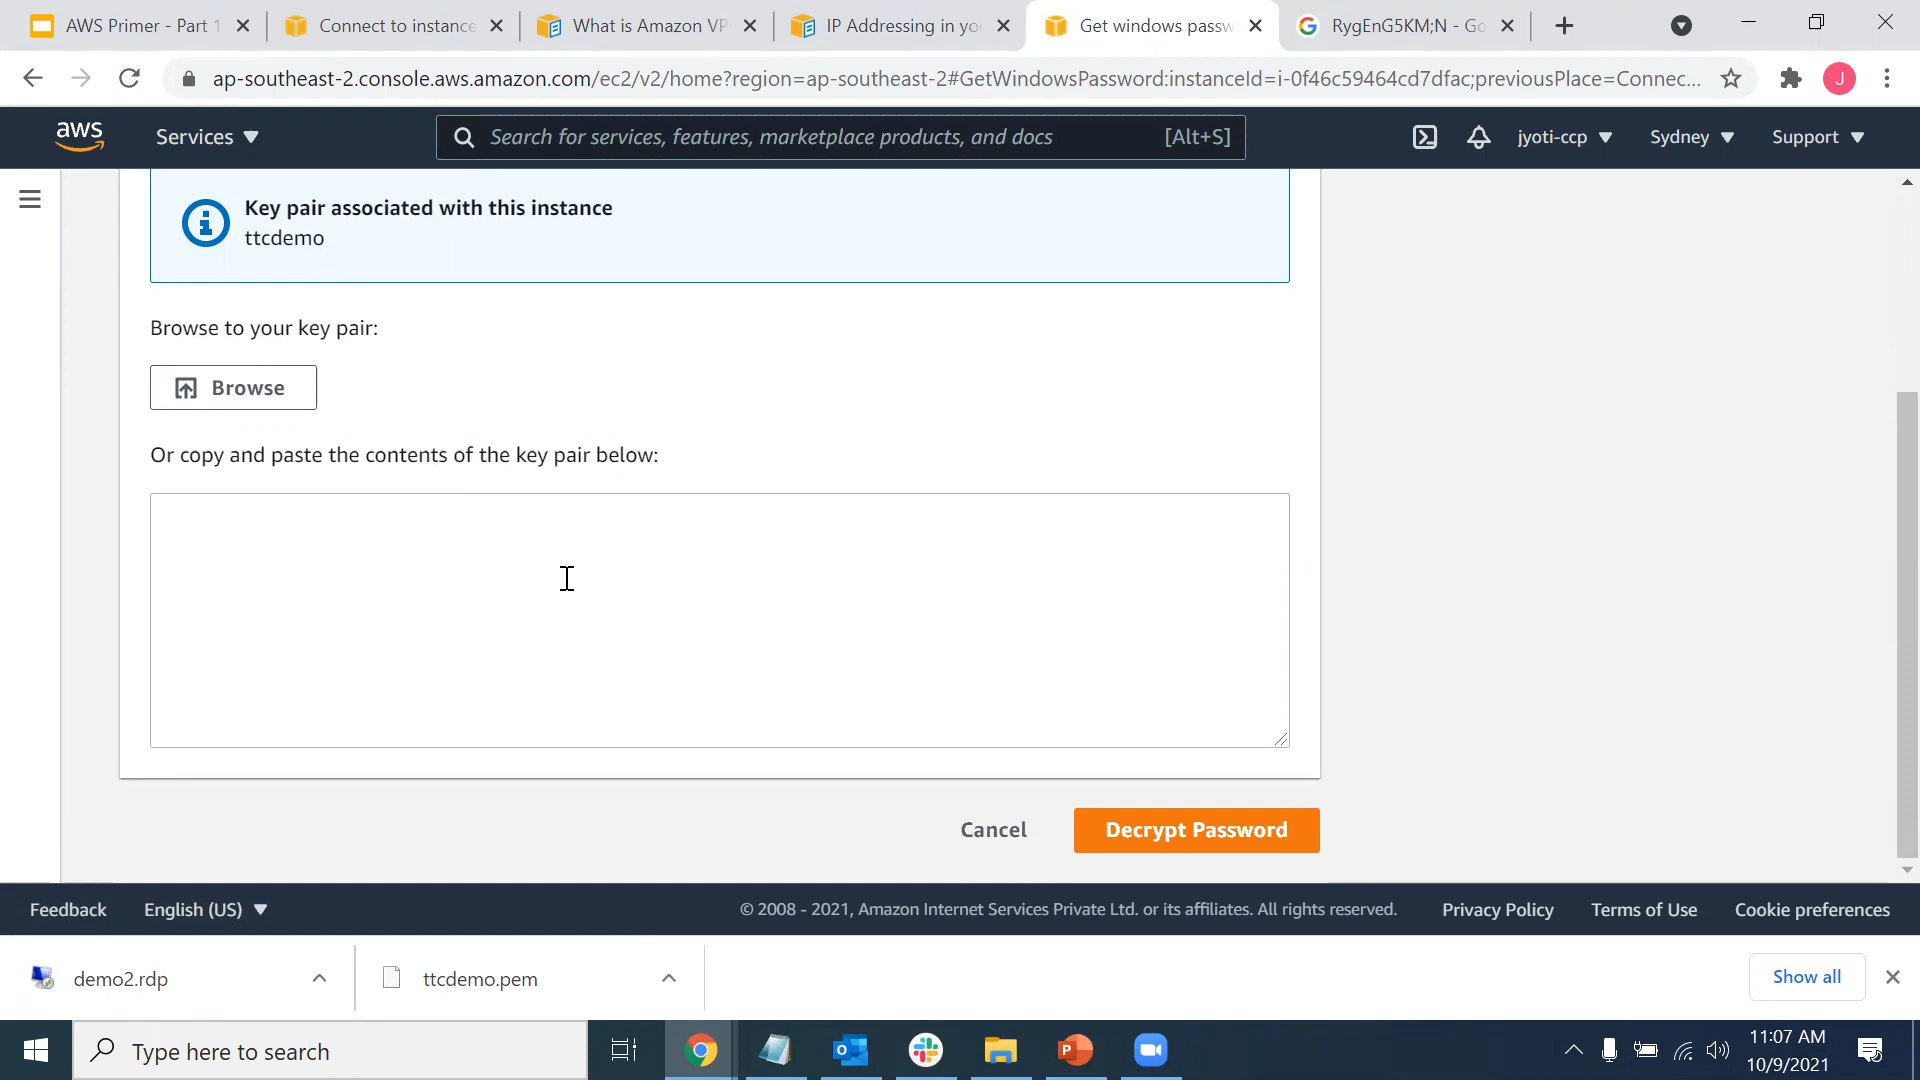 AWS Primer - Part 1
Connect to instance
What is Amazon VP
IP Addressing in yo
Get windows passw
RygEnG5KM;N - Go
ap-southeast-2.console.aws.amazon.com/ec2/v2/home?region=ap-southeast-2#GetWindowsPassword:instanceId=i-0f46c59464cd7dfac;previousPlace=Connec...
J
aws
Services
Search for services, features, marketplace products, and docs
[Alt+S]
jyoti-ccp
Sydney
Support
Key pair associated with this instance
ttcdemo
Browse to your key pair:
Browse
Or copy and paste the contents of the key pair below:
Cancel
Decrypt Password
Feedback
English (US)
© 2008 - 2021, Amazon Internet Services Private Ltd. or its affiliates. All rights reserved.
Privacy Policy
Terms of Use
Cookie preferences
demo2.rdp
ttcdemo.pem
Show all
Type here to search
11:07 AM
10/9/2021